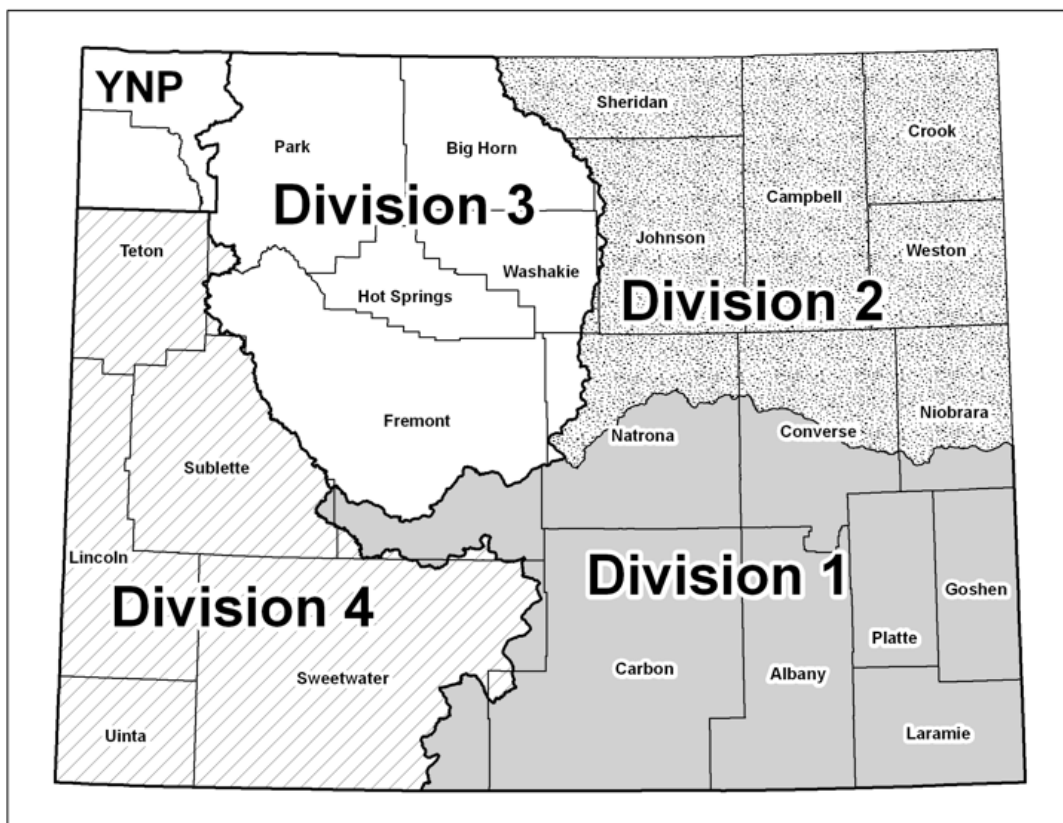 YNP
Sheridan
Crook
Park
Big Horn
Campbell
Division 3
Johnson
Teton
Weston
Washakie
Hot Springs
Division 2
Fremont
Niobrara
Natrona
Converse
Sublette
Lincoln
Division 4
Division 1
Goshen
Platte
Sweetwater
Carbon
Albany
Uinta
Laramie